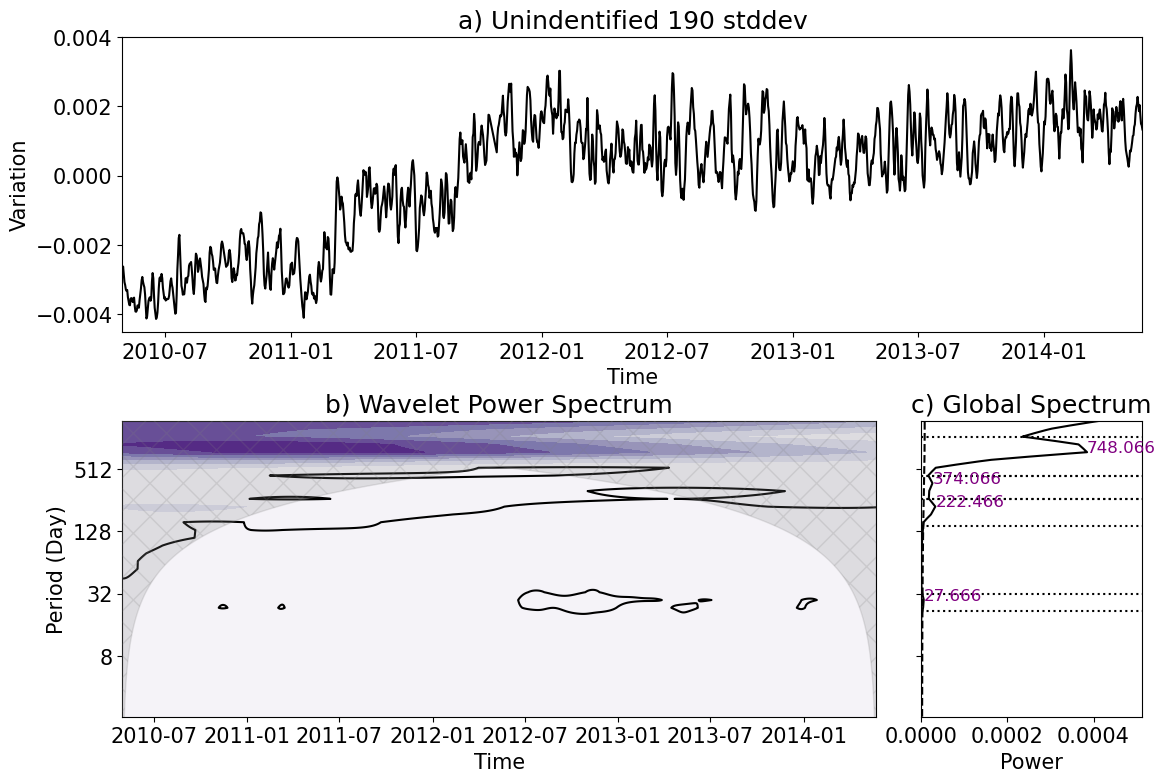 a) Unindentified 190 stddev
0.004
0.002
0.000
−0.002
−0.004
Variation
2010-07 2011-01 2011-07 2012-01 2012-07 2013-01 2013-07 2014-01
Time
b) Wavelet Power Spectrum
512
128
32
8
Period (Day)
2010-07 2011-01 2011-07 2012-01 2012-07 2013-01 2013-07 2014-01
Time
c) Global Spectrum
748.066
374.066
222.466
27.666
0.0000 0.0002 0.0004
Power